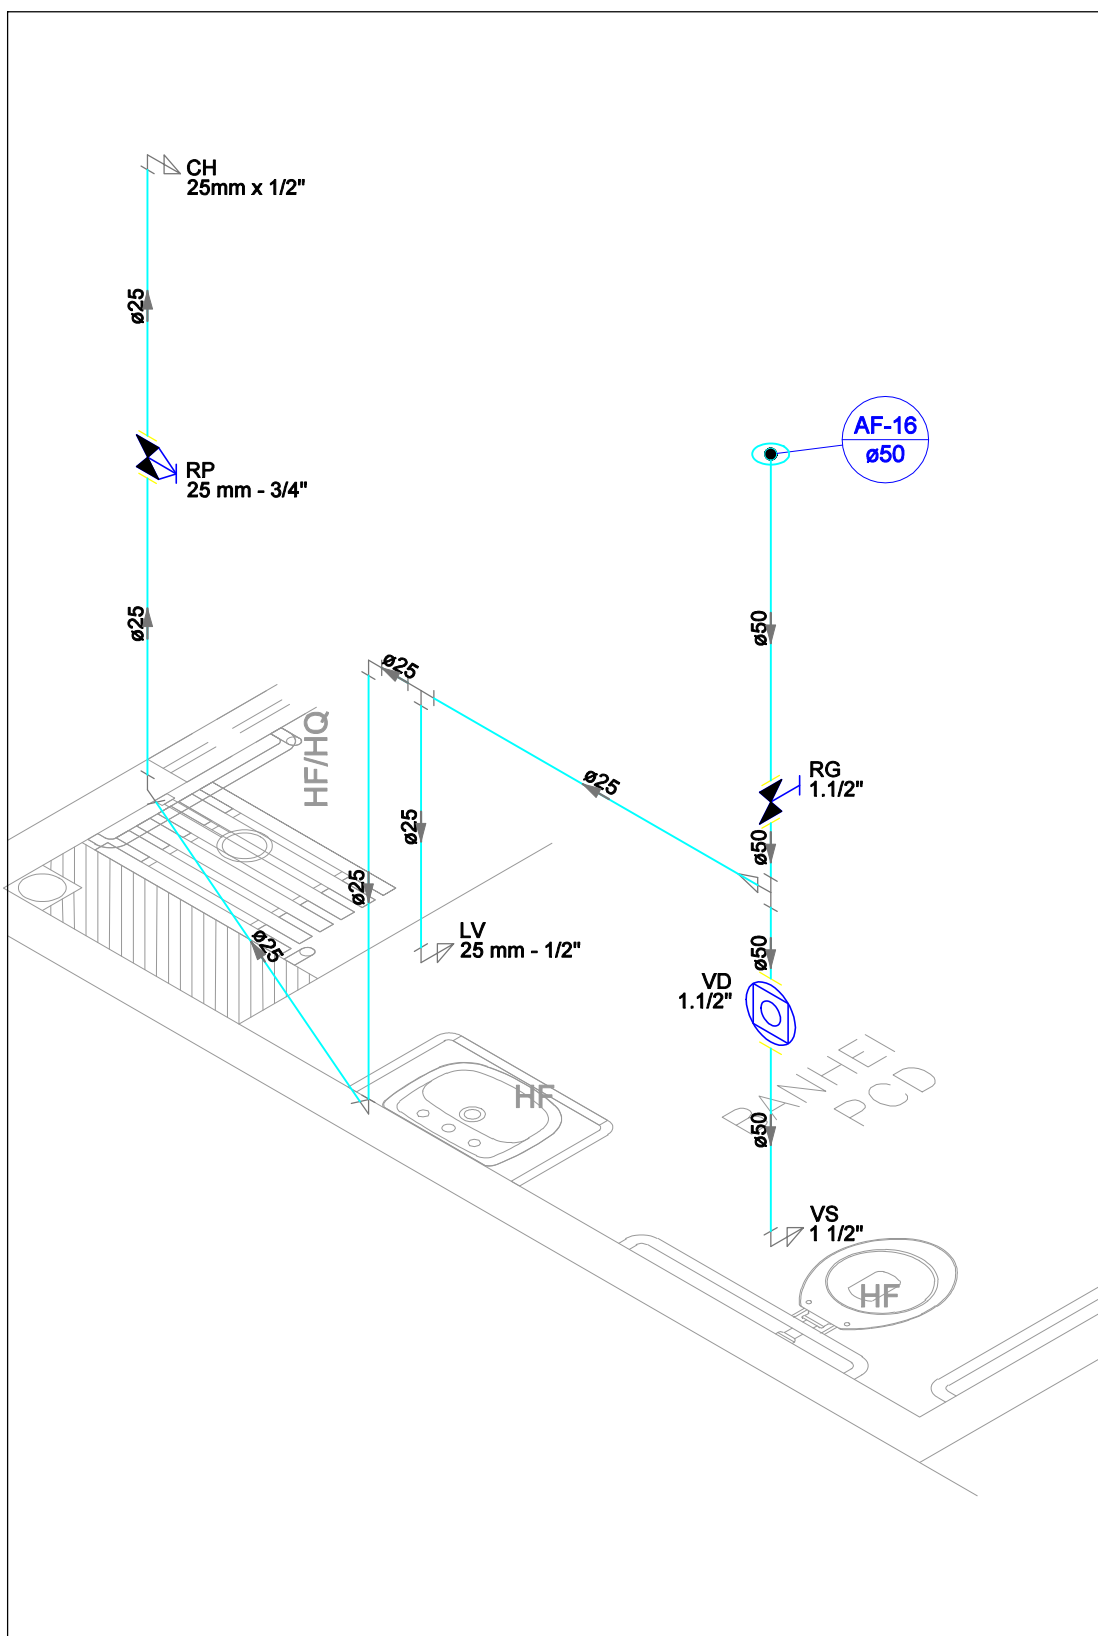 CH
25mm x 1/2"
ø25
AF-16
ø50
RP
25 mm - 3/4"
ø25
ø50
ø25
HF/HQ
ø25
RG
1.1/2"
ø25
ø50
ø25
LV
25 mm - 1/2"
ø25
ø50
VD
1.1/2"
HF
BANHEI
PCD
ø50
VS
1 1/2"
HF